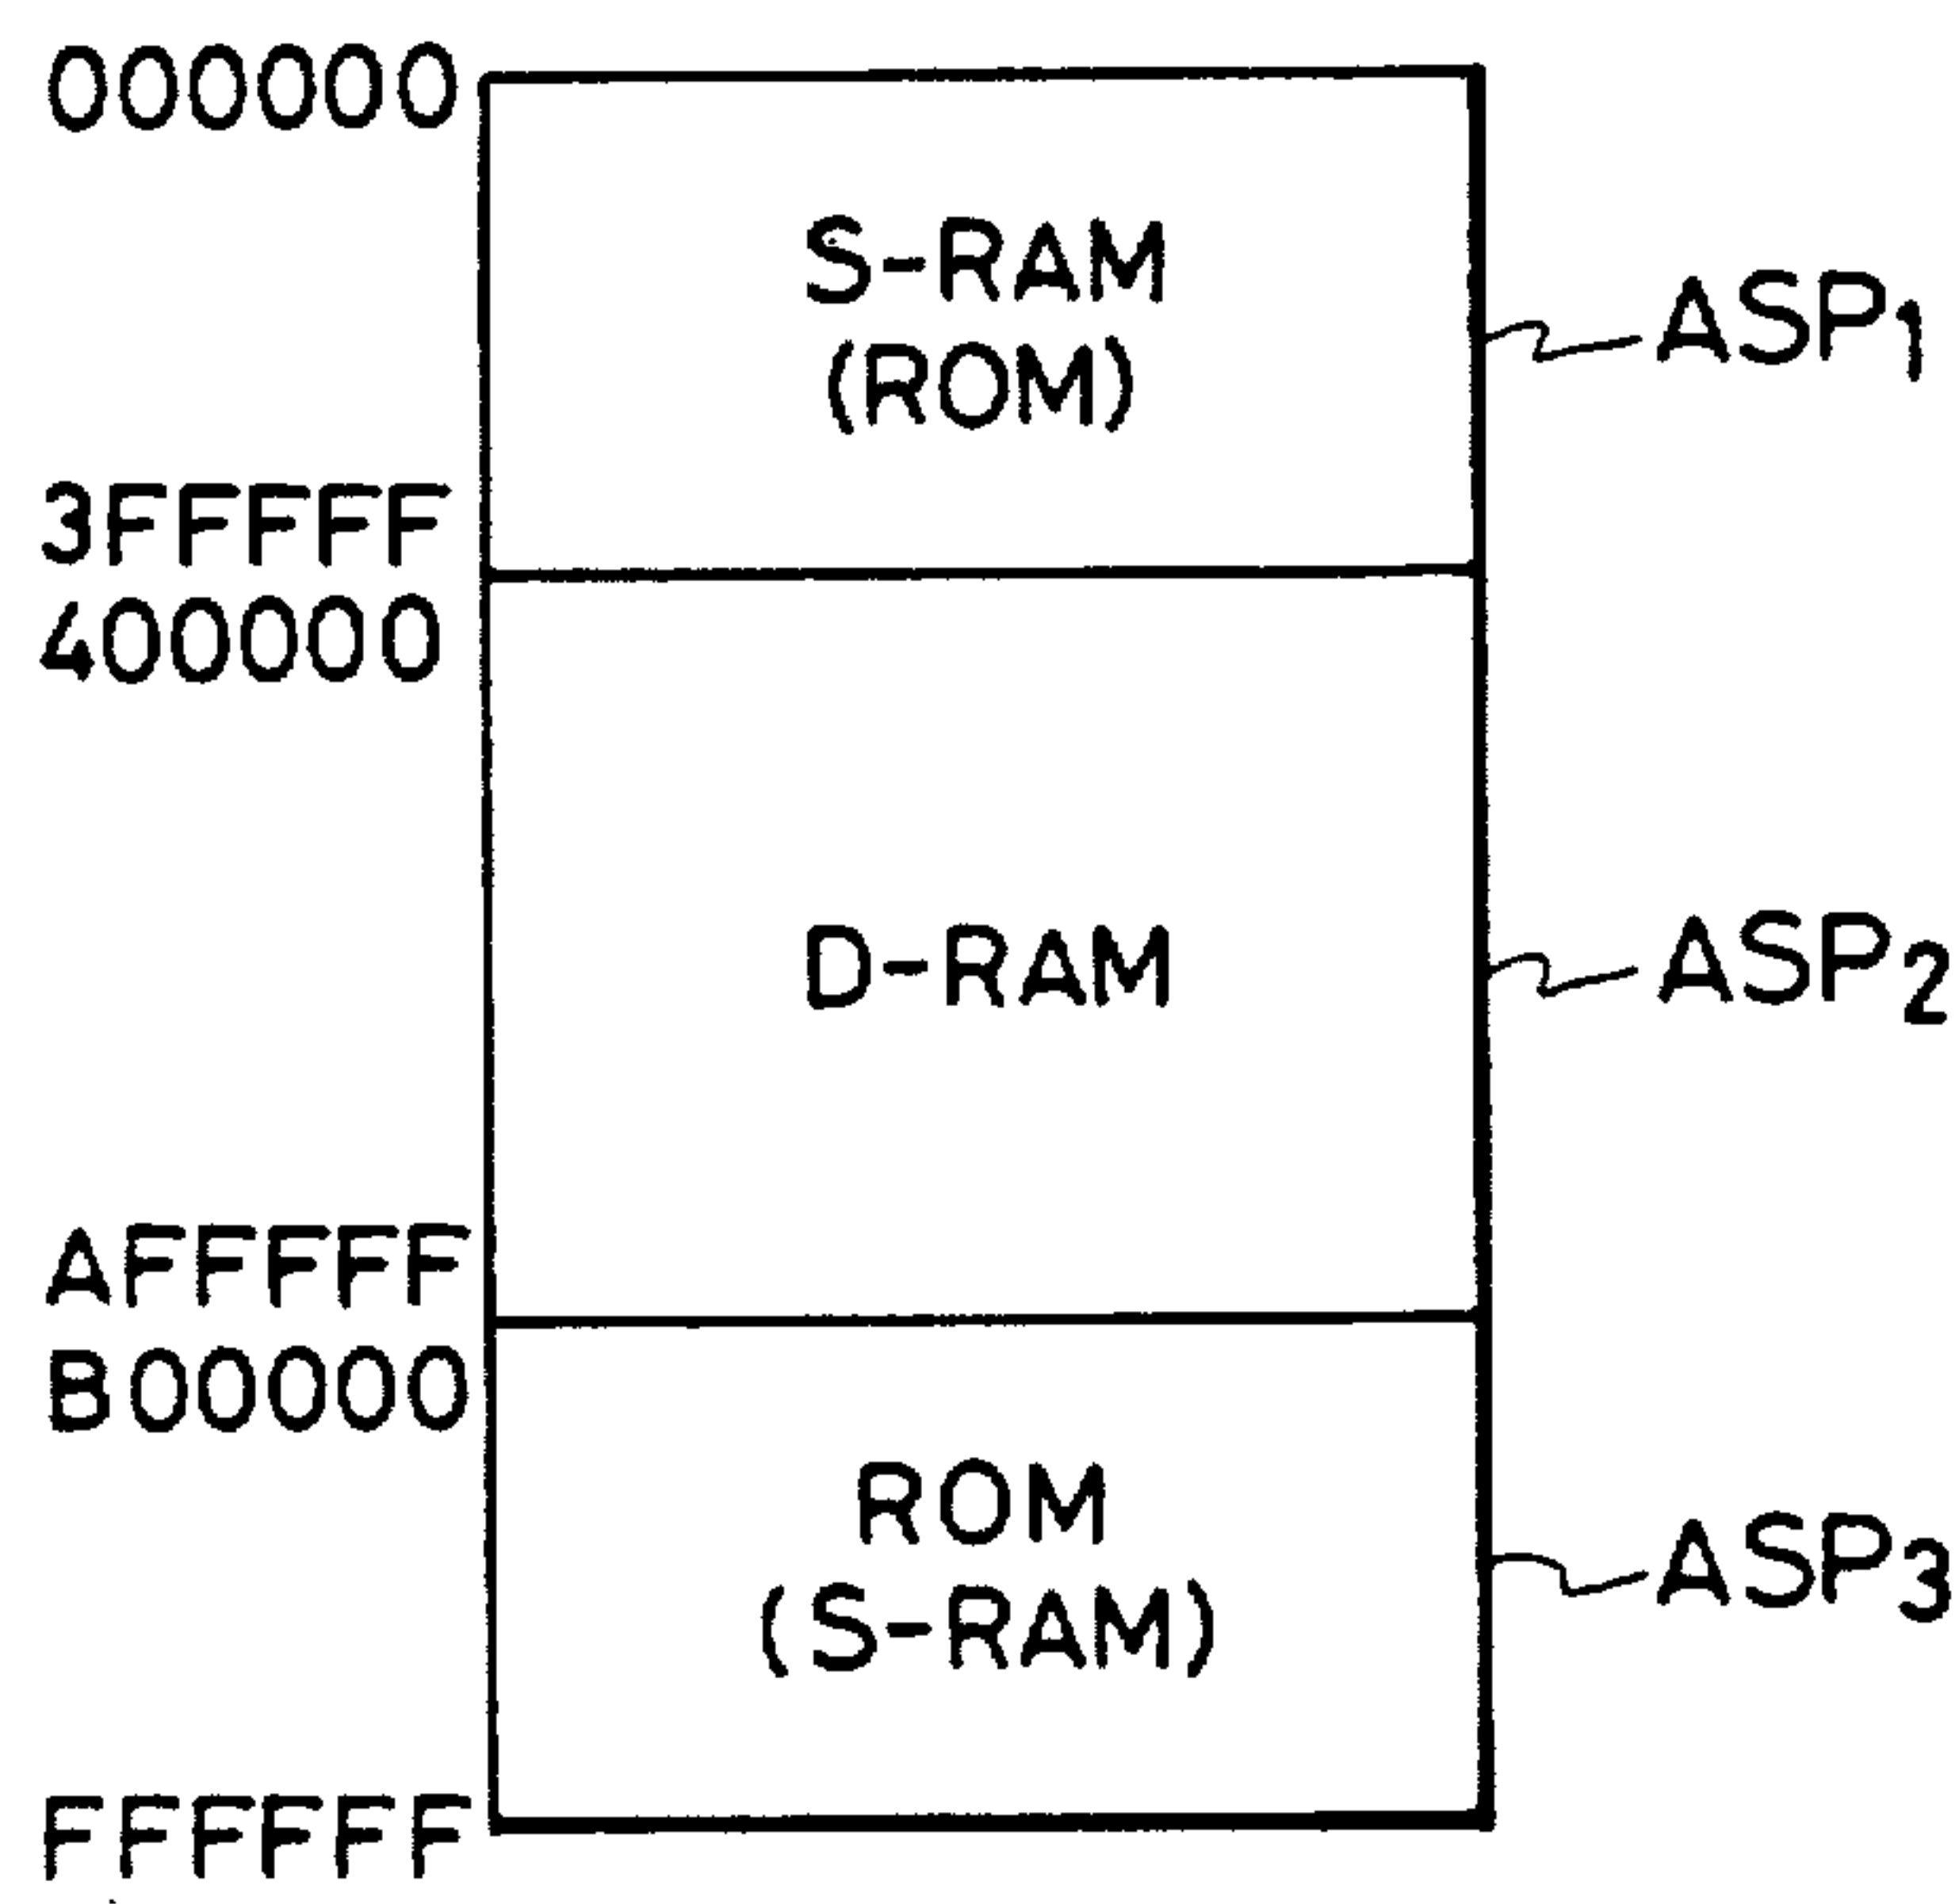 000000
S-RAM
(ROM)
ASP1
3FFFFF
400000
D-RAM
ASP2
AFFFFF
B00000
ROM
(S-RAM)
ASP3
FFFFFF